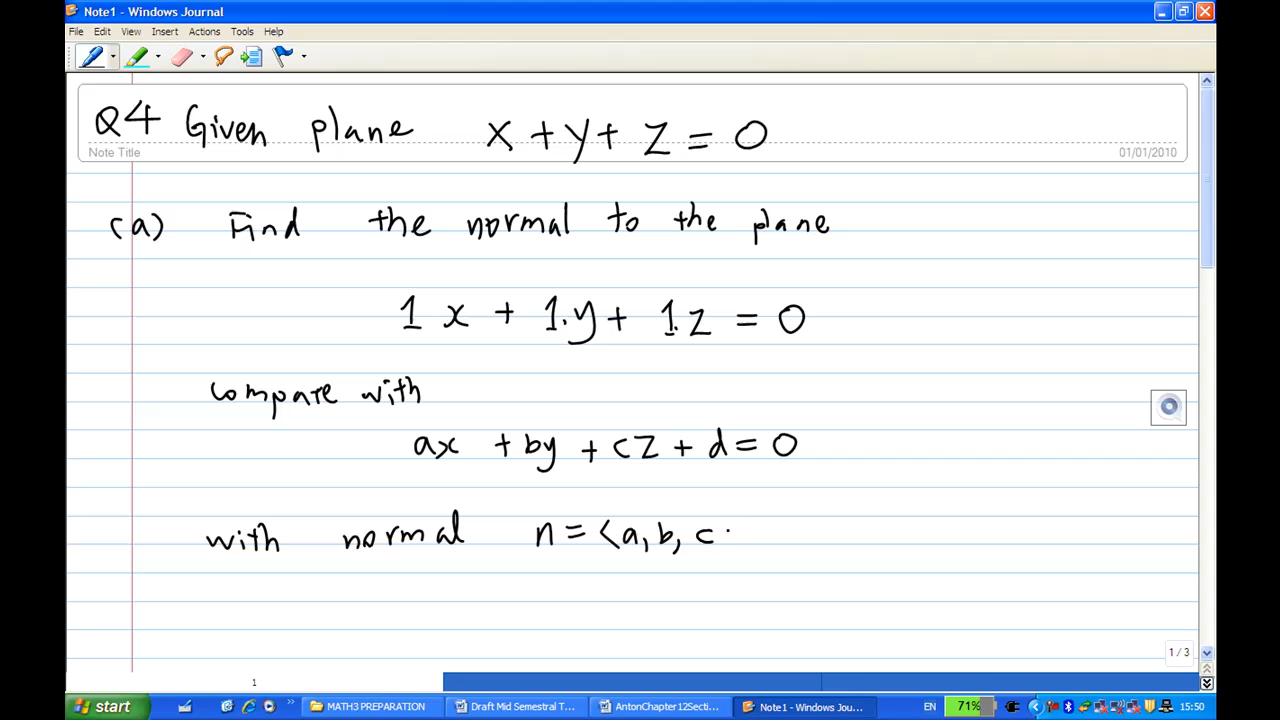 Note1 - Windows Journal
File Edit View Insert Actions Tools Help
Q4 Given plane x + y + z = 0
Note Title
01/01/2010
(a) Find the normal to the plane
1 x + 1.y + 1.z = 0
compare with
ax + by + cz + d = 0
with normal n = <a, b, c
1 / 3
1
start
MATH3 PREPARATION
Draft Mid Semestral T...
AntonChapter12Secti...
Note1 - Windows Jou...
EN
71%
15:50